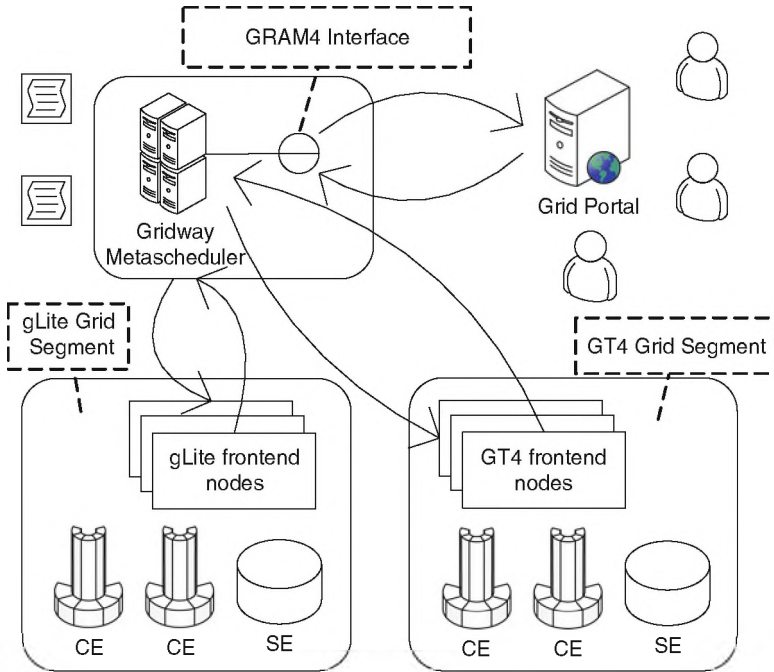 GRAM4 Interface
Grid Portal
Gridway
Metascheduler
gLite Grid
Segment
GT4 Grid Segment
gLite frontend
nodes
GT4 frontend
nodes
CE
CE
SE
CE
CE
SE